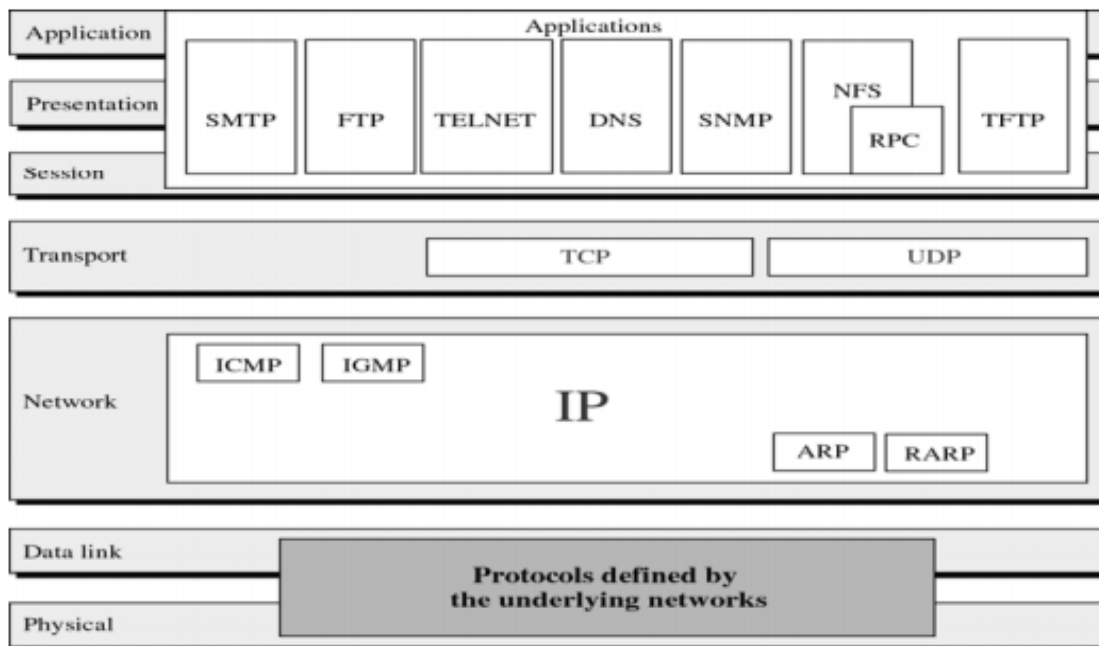 Application
Applications
Presentation
SMTP
FTP
TELNET
DNS
SNMP
NFS
RPC
TFTP
Session
Transport
TCP
UDP
Network
ICMP
IGMP
IP
ARP
RARP
Data link
Protocols defined by
the underlying networks
Physical